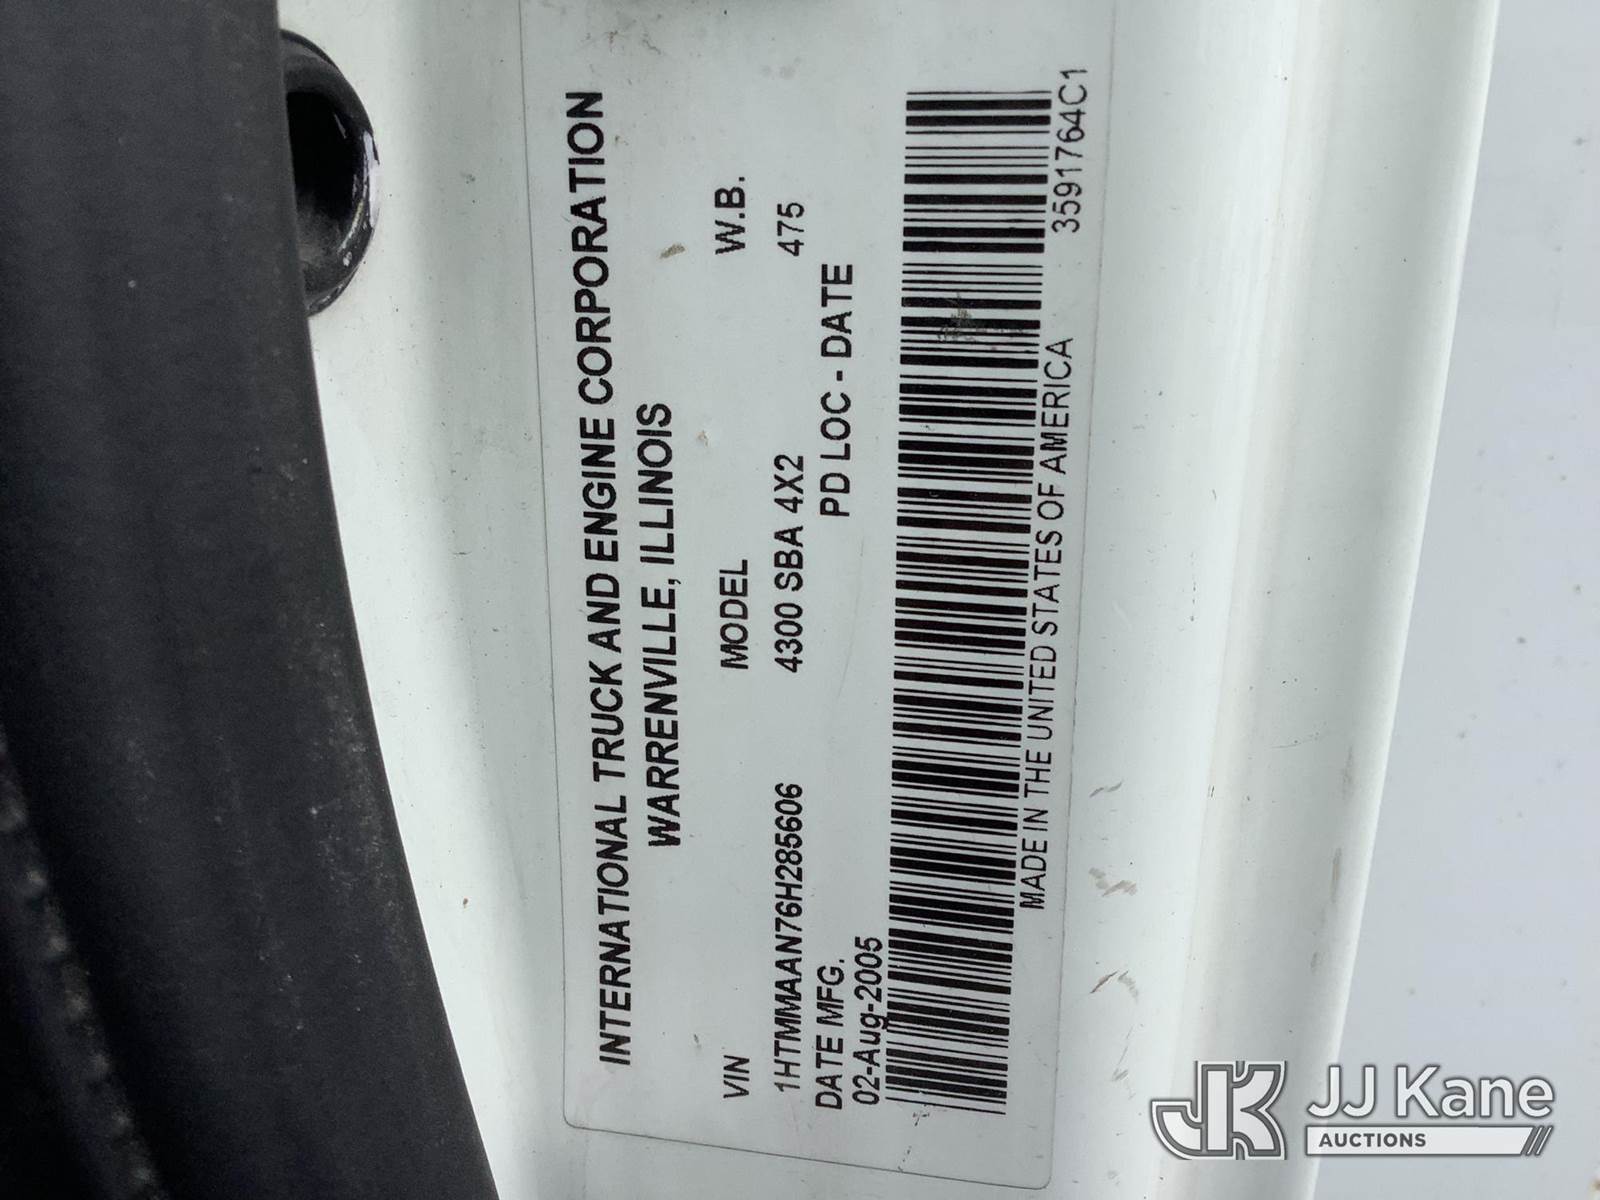 INTERNATIONAL TRUCK AND ENGINE CORPORATION
WARRENVILLE, ILLINOIS
VIN MODEL W.B.
1HTMMAAN76H285606 4300 SBA 4X2 475
DATE MFG. PD LOC - DATE
02-Aug-2005
MADE IN THE UNITED STATES OF AMERICA 3591764C1
JK JJ Kane
AUCTIONS